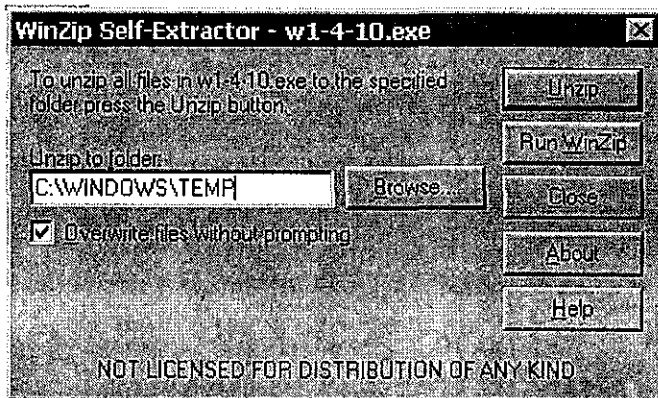 WinZip Self-Extractor - w1-4-10.exe
To unzip all files in w1-4-10.exe to the specified
folder press the Unzip button.
Unzip
Run WinZip
Unzip to folder:
C:\WINDOWS\TEMP
Browse...
Close
Overwrite files without prompting
About
Help
NOT LICENSED FOR DISTRIBUTION OF ANY KIND